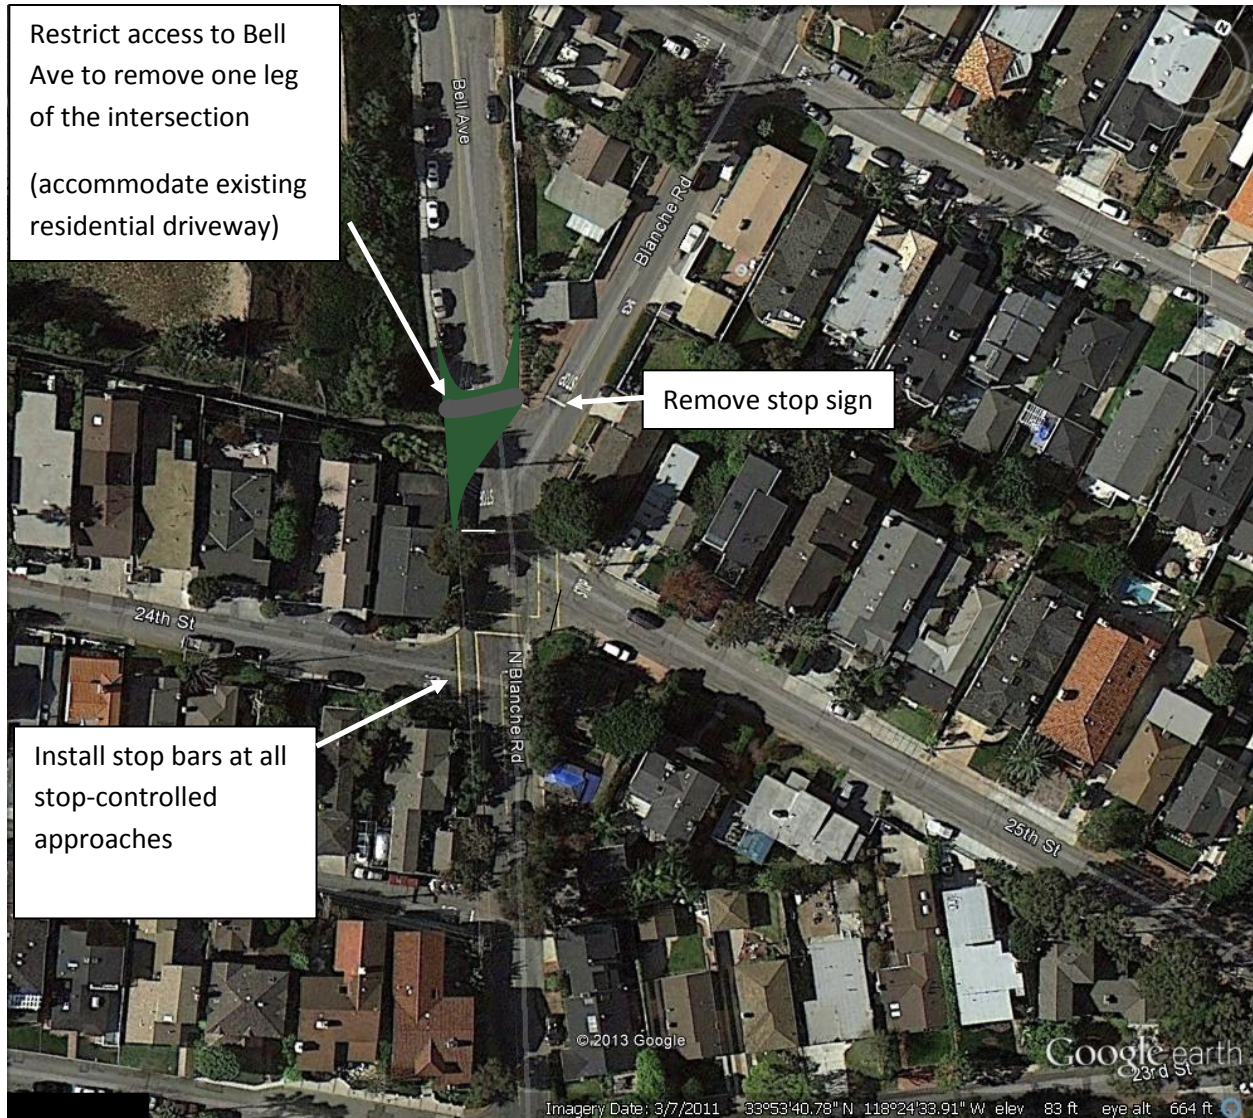 Restrict access to Bell
Ave to remove one leg
of the intersection
(accommodate existing
residential driveway)
Bell Ave
Blanche Rd
STOP
Remove stop sign
STOP
STOP
24th St
N Blanche Rd
Install stop bars at all
stop-controlled
approaches
25th St
© 2013 Google
Google earth
23rd St
Imagery Date: 3/7/2011 33°53'40.78" N 118°24'33.91" W elev 83 ft eye alt 664 ft